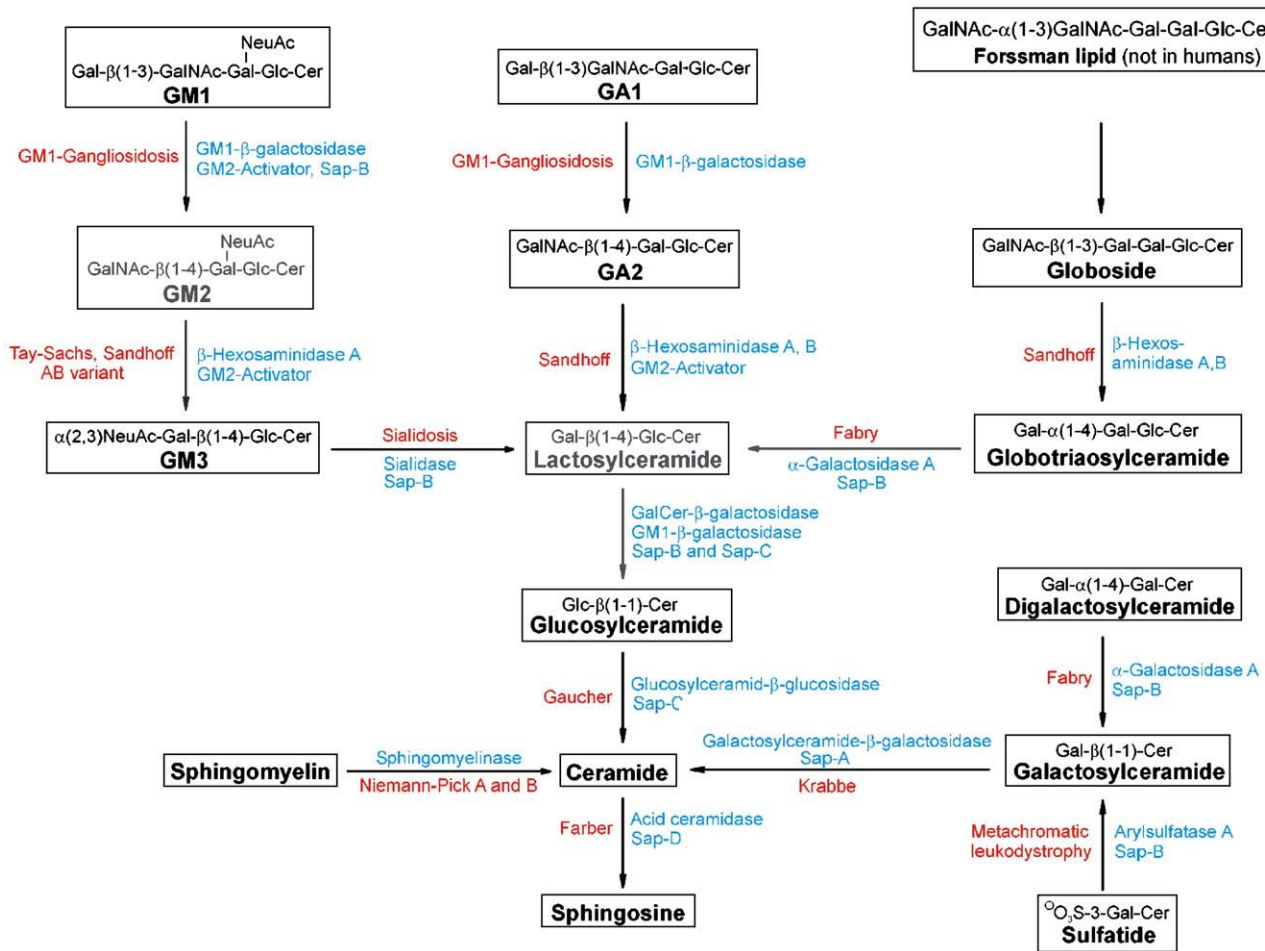 NeuAc
Gal-β(1-3)-GalNAc-Gal-Glc-Cer
GM1
Gal-β(1-3)GalNAc-Gal-Glc-Cer
GA1
GalNAc-α(1-3)GalNAc-Gal-Gal-Glc-Ce
Forssman lipid (not in humans)
GM1-Gangliosidosis
GM1-β-galactosidase
GM2-Activator, Sap-B
GM1-Gangliosidosis
GM1-β-galactosidase
NeuAc
GalNAc-β(1-4)-Gal-Glc-Cer
GM2
GalNAc-β(1-4)-Gal-Glc-Cer
GA2
GalNAc-β(1-3)-Gal-Gal-Glc-Cer
Globoside
Tay-Sachs, Sandhoff
AB variant
β-Hexosaminidase A
GM2-Activator
Sandhoff
β-Hexosaminidase A, B
GM2-Activator
Sandhoff
β-Hexos-
aminidase A,B
α(2,3)NeuAc-Gal-β(1-4)-Glc-Cer
GM3
Sialidosis
Sialidase
Sap-B
Gal-β(1-4)-Glc-Cer
Lactosylceramide
Fabry
α-Galactosidase A
Sap-B
Gal-α(1-4)-Gal-Glc-Cer
Globotriaosylceramide
GalCer-β-galactosidase
GM1-β-galactosidase
Sap-B and Sap-C
Glc-β(1-1)-Cer
Glucosylceramide
Gal-α(1-4)-Gal-Cer
Digalactosylceramide
Gaucher
Glucosylceramid-β-glucosidase
Sap-C
Fabry
α-Galactosidase A
Sap-B
Sphingomyelin
Sphingomyelinase
Niemann-Pick A and B
Ceramide
Galactosylceramide-β-galactosidase
Sap-A
Krabbe
Gal-β(1-1)-Cer
Galactosylceramide
Farber
Acid ceramidase
Sap-D
Metachromatic
leukodystrophy
Arylsulfatase A
Sap-B
Sphingosine
O₃S-3-Gal-Cer
Sulfatide